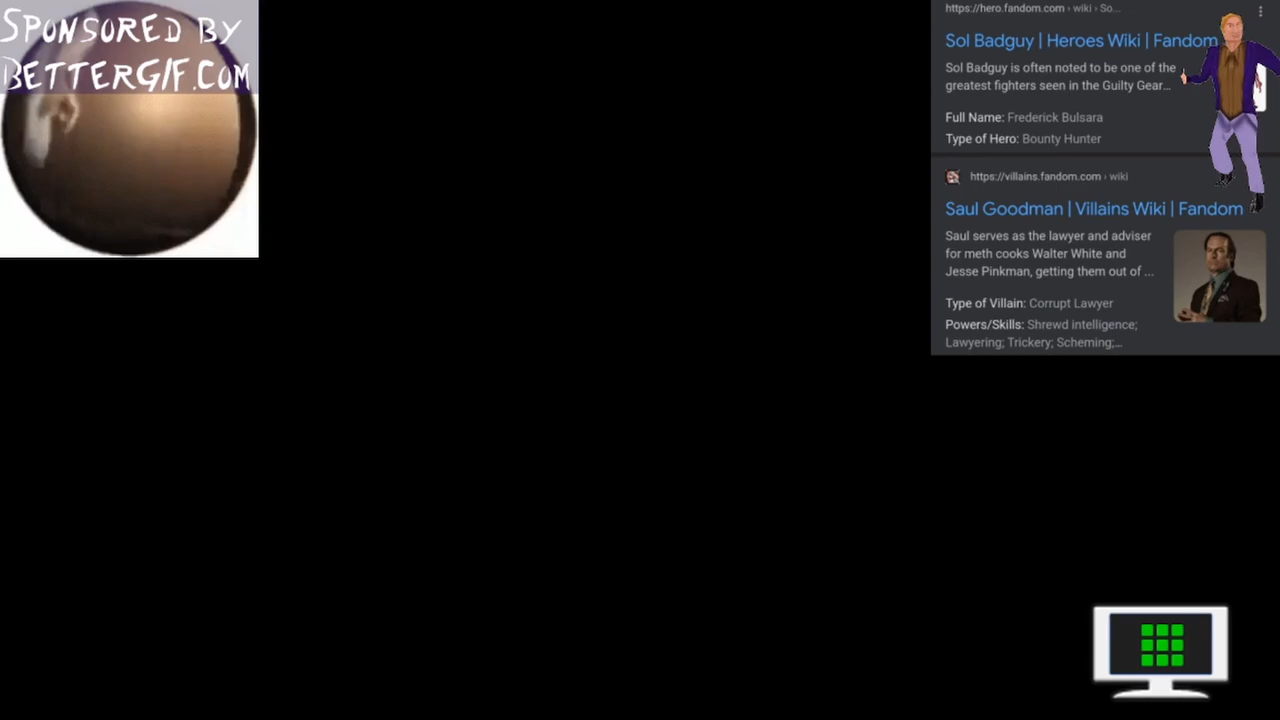 SPONSORED BY
BETTERGIF.COM
https://hero.fandom.com › wiki › So...
Sol Badguy | Heroes Wiki | Fandom
Sol Badguy is often noted to be one of the
greatest fighters seen in the Guilty Gear...
Full Name: Frederick Bulsara
Type of Hero: Bounty Hunter
https://villains.fandom.com › wiki
Saul Goodman | Villains Wiki | Fandom
Saul serves as the lawyer and adviser
for meth cooks Walter White and
Jesse Pinkman, getting them out of ...
Type of Villain: Corrupt Lawyer
Powers/Skills: Shrewd intelligence;
Lawyering; Trickery; Scheming;...